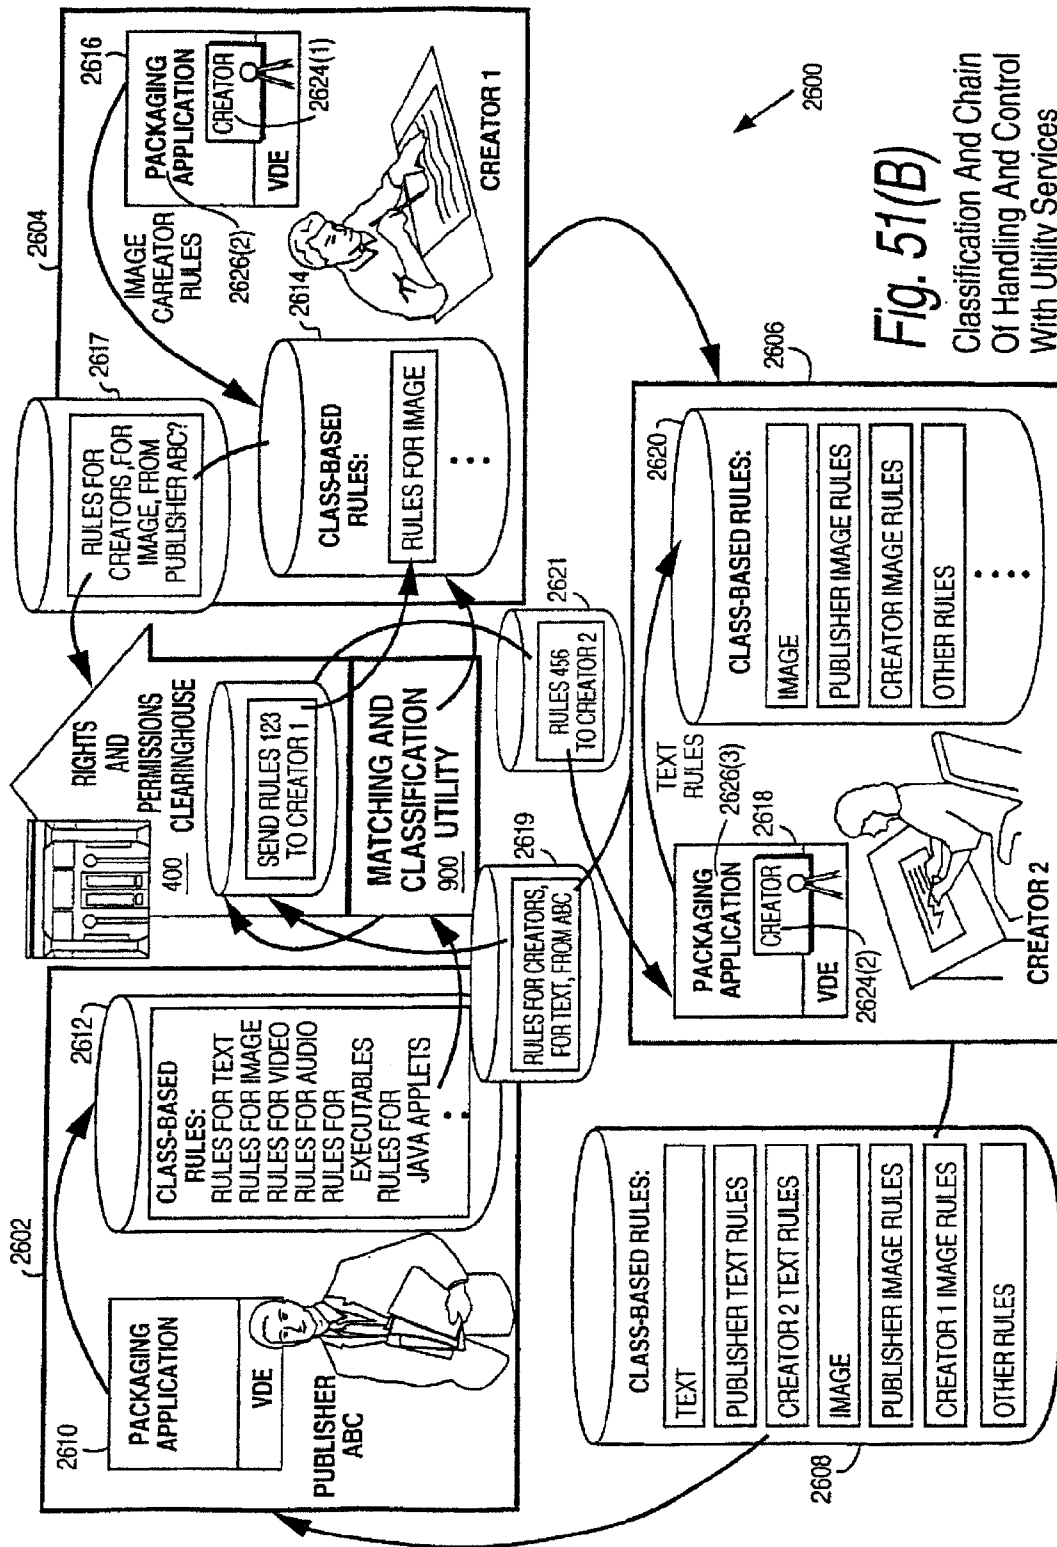 2602
2610
PACKAGING
APPLICATION
VDE
PUBLISHER
ABC
2612
CLASS-BASED
RULES:
RULES FOR TEXT
RULES FOR IMAGE
RULES FOR VIDEO
RULES FOR AUDIO
RULES FOR
EXECUTABLES
RULES FOR
JAVA APPLETS
RIGHTS
AND
PERMISSIONS
CLEARINGHOUSE
400
SEND RULES 123
TO CREATOR 1
MATCHING AND
CLASSIFICATION
900 UTILITY
2617
RULES FOR
CREATORS ,FOR
IMAGE, FROM
PUBLISHER ABC?
2604
IMAGE
CAREATOR
RULES
2626(2)
2616
PACKAGING
APPLICATION
CREATOR
VDE
2624(1)
2614
CLASS-BASED
RULES:
RULES FOR IMAGE
CREATOR 1
2619
RULES FOR CREATORS,
FOR TEXT, FROM ABC
2621
RULES 456
TO CREATOR 2
2608
CLASS-BASED RULES:
TEXT
PUBLISHER TEXT RULES
CREATOR 2 TEXT RULES
IMAGE
PUBLISHER IMAGE RULES
CREATOR 1 IMAGE RULES
OTHER RULES
PACKAGING
APPLICATION
2626(3)
2618
CREATOR
VDE
2624(2)
TEXT
RULES
CREATOR 2
2606
2620
CLASS-BASED RULES:
IMAGE
PUBLISHER IMAGE RULES
CREATOR IMAGE RULES
OTHER RULES
2600
Fig. 51(B)
Classification And Chain
Of Handling And Control
With Utility Services